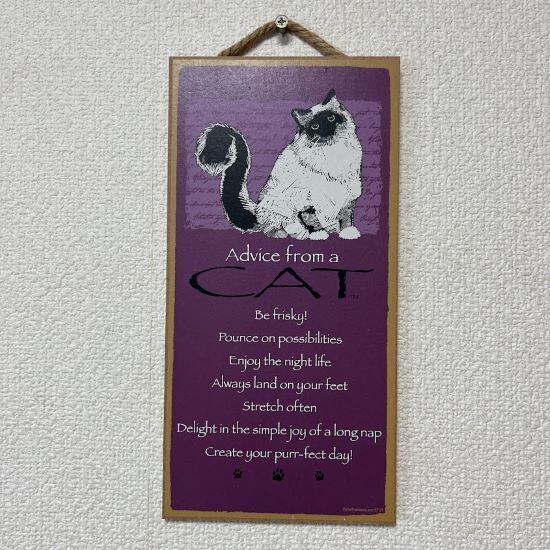 Advice from a
CAT™
Be frisky!
Pounce on possibilities
Enjoy the night life
Always land on your feet
Stretch often
Delight in the simple joy of a long nap
Create your purr-fect day!